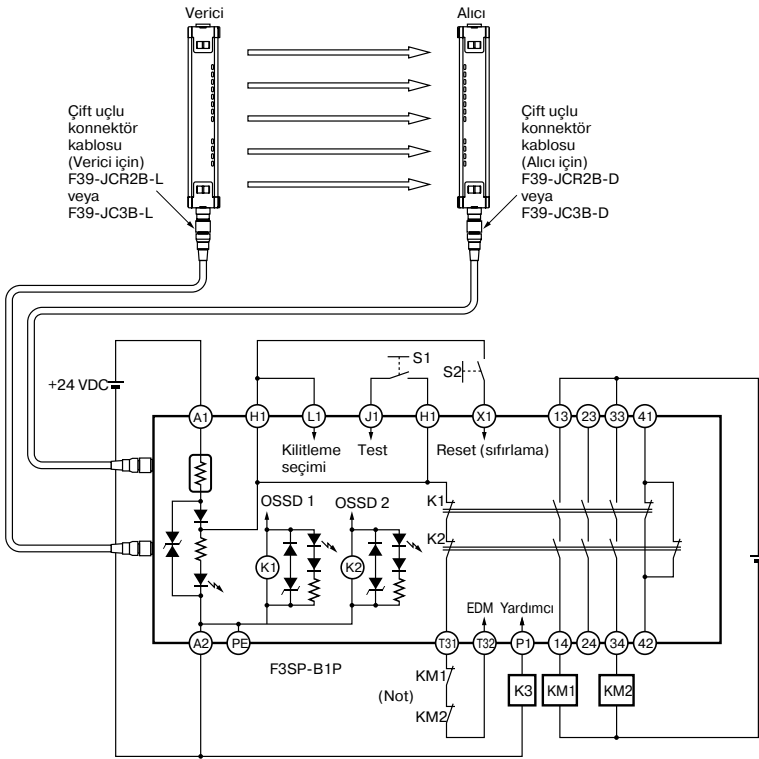 Verici
Alıcı
Çift uçlu
konnektör
kablosu
(Verici için)
F39-JCR2B-L
veya
F39-JC3B-L
Çift uçlu
konnektör
kablosu
(Alıcı için)
F39-JCR2B-D
veya
F39-JC3B-D
+24 VDC
S1
S2
A1
H1
L1
J1
H1
X1
13
23
33
41
Kilitleme
seçimi
Test
Reset (sıfırlama)
OSSD 1
OSSD 2
K1
K2
K1
K2
EDM
Yardımcı
A2
PE
T31
T32
P1
14
24
34
42
F3SP-B1P
KM1
(Not)
KM2
K3
KM1
KM2